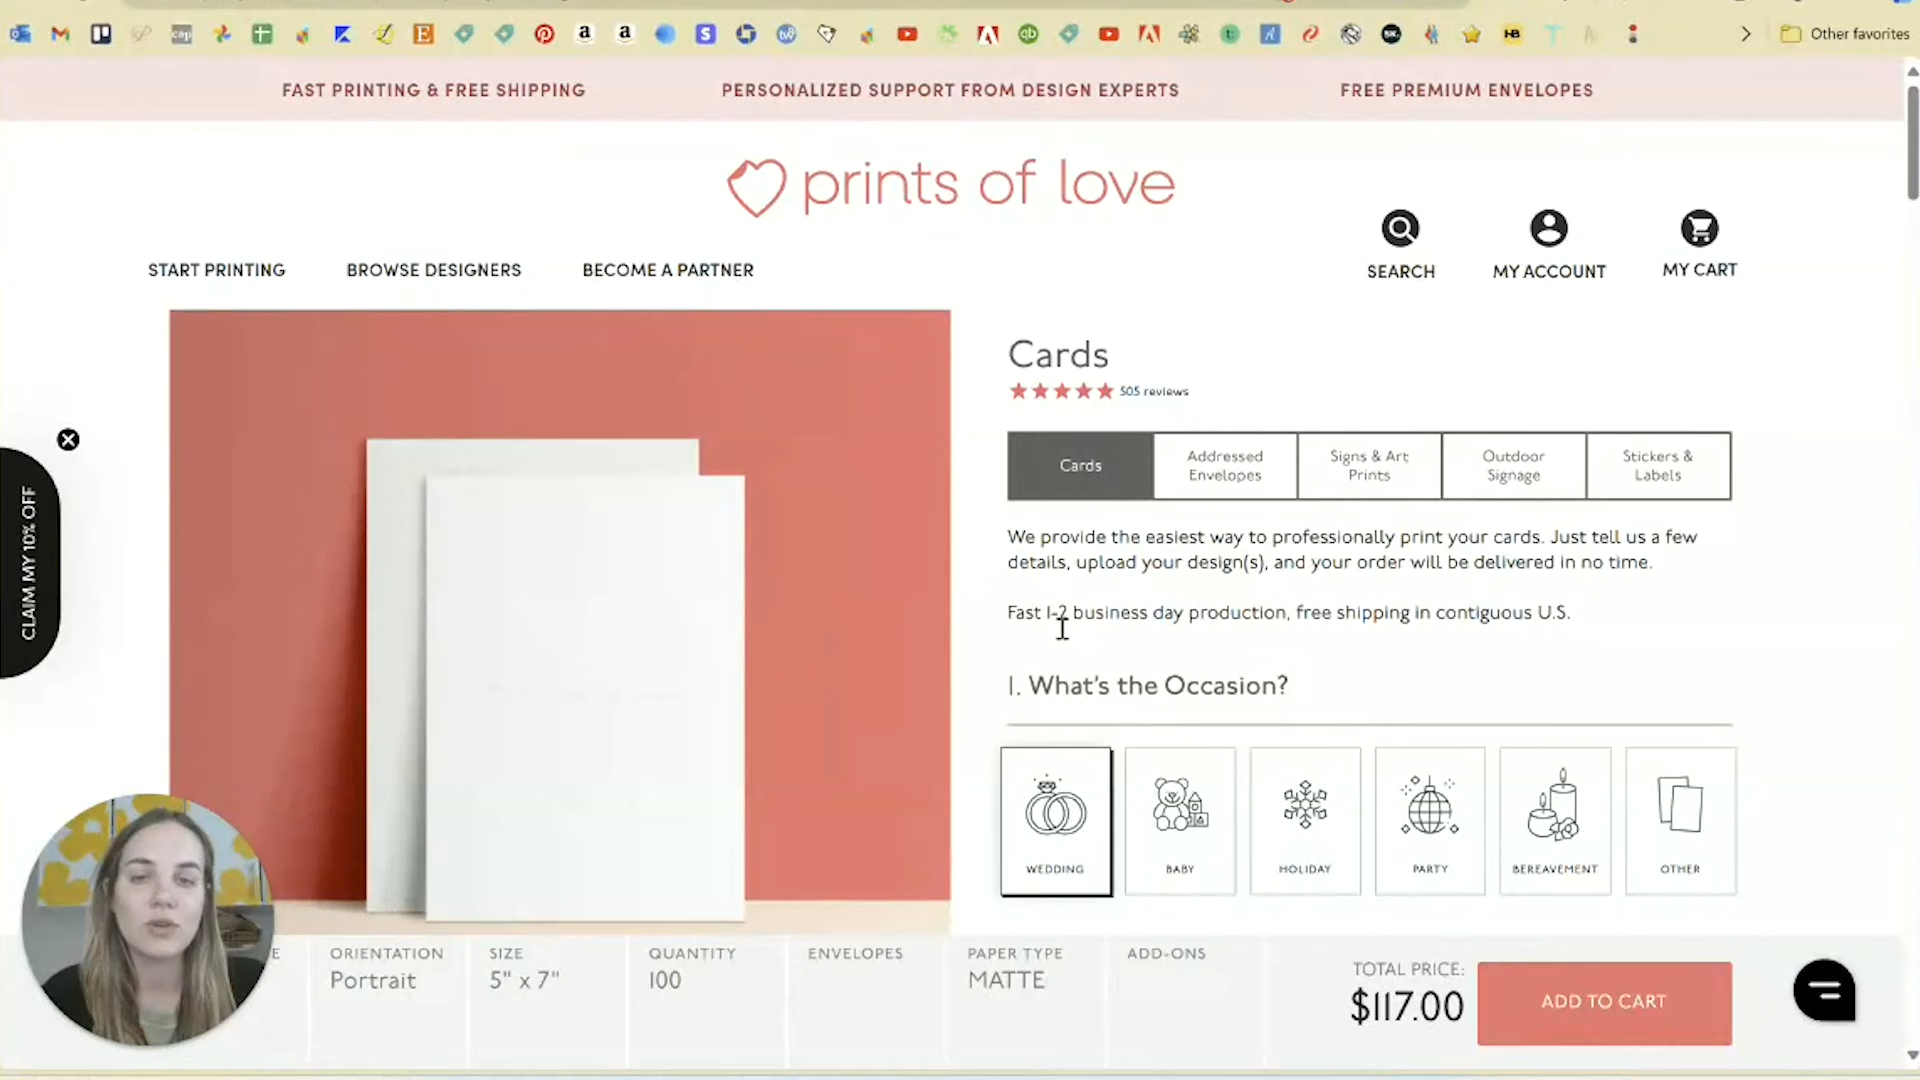 Other favorites
FAST PRINTING & FREE SHIPPING
PERSONALIZED SUPPORT FROM DESIGN EXPERTS
FREE PREMIUM ENVELOPES
prints of love
START PRINTING
BROWSE DESIGNERS
BECOME A PARTNER
SEARCH
MY ACCOUNT
MY CART
Cards
505 reviews
Cards
Addressed
Envelopes
Signs & Art
Prints
Outdoor
Signage
Stickers &
Labels
We provide the easiest way to professionally print your cards. Just tell us a few
details, upload your design(s), and your order will be delivered in no time.
Fast 1-2 business day production, free shipping in contiguous U.S.
1. What's the Occasion?
WEDDING
BABY
HOLIDAY
PARTY
BEREAVEMENT
OTHER
CLAIM MY 10% OFF
ORIENTATION
Portrait
SIZE
5" x 7"
QUANTITY
100
ENVELOPES
PAPER TYPE
MATTE
ADD-ONS
TOTAL PRICE:
$117.00
ADD TO CART